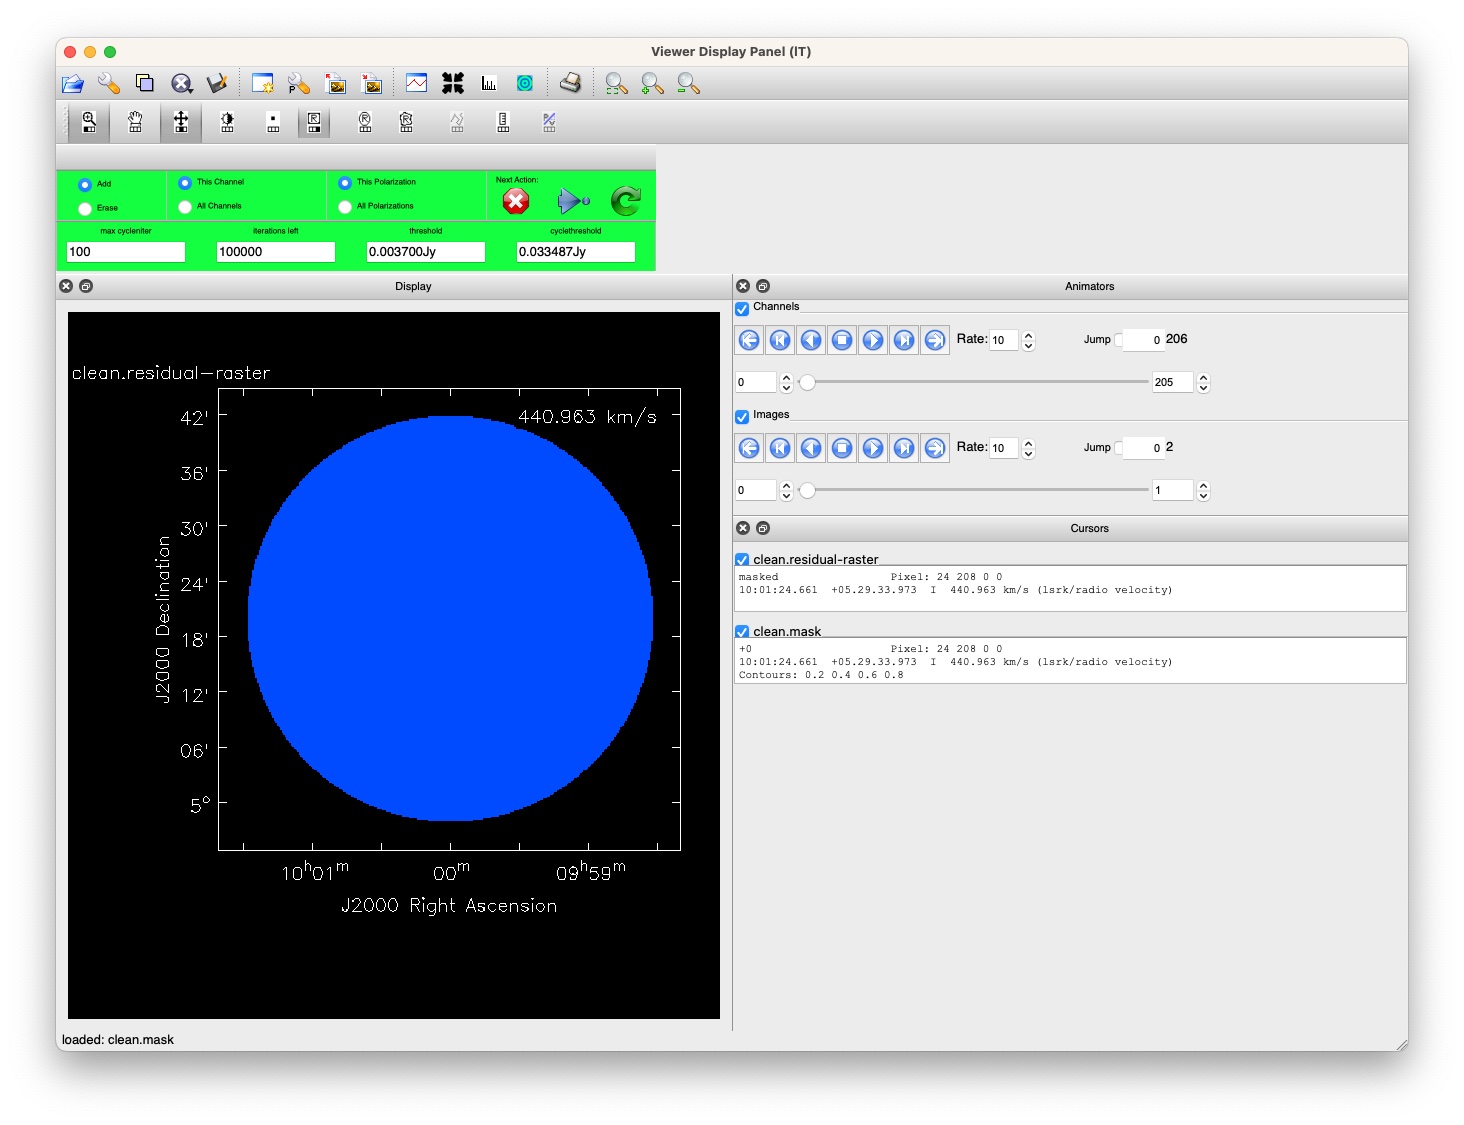 Viewer Display Panel (IT)
Add
This Channel
This Polarization
Next Action:
Erase
All Channels
All Polarizations
max cycleniter
iterations left
threshold
cyclethreshold
100
100000
0.003700Jy
0.033487Jy
Display
clean.residual-raster
440.963 km/s
42'
36'
30'
24'
18'
12'
06'
5°
J2000 Declination
10h01m
00m
09h59m
J2000 Right Ascension
Animators
Channels
Rate: 10
Jump 0 206
0
205
Images
Rate: 10
Jump 0 2
0
1
Cursors
clean.residual-raster
masked Pixel: 24 208 0 0
10:01:24.661 +05.29.33.973 I 440.963 km/s (lsrk/radio velocity)
clean.mask
+0 Pixel: 24 208 0 0
10:01:24.661 +05.29.33.973 I 440.963 km/s (lsrk/radio velocity)
Contours: 0.2 0.4 0.6 0.8
loaded: clean.mask